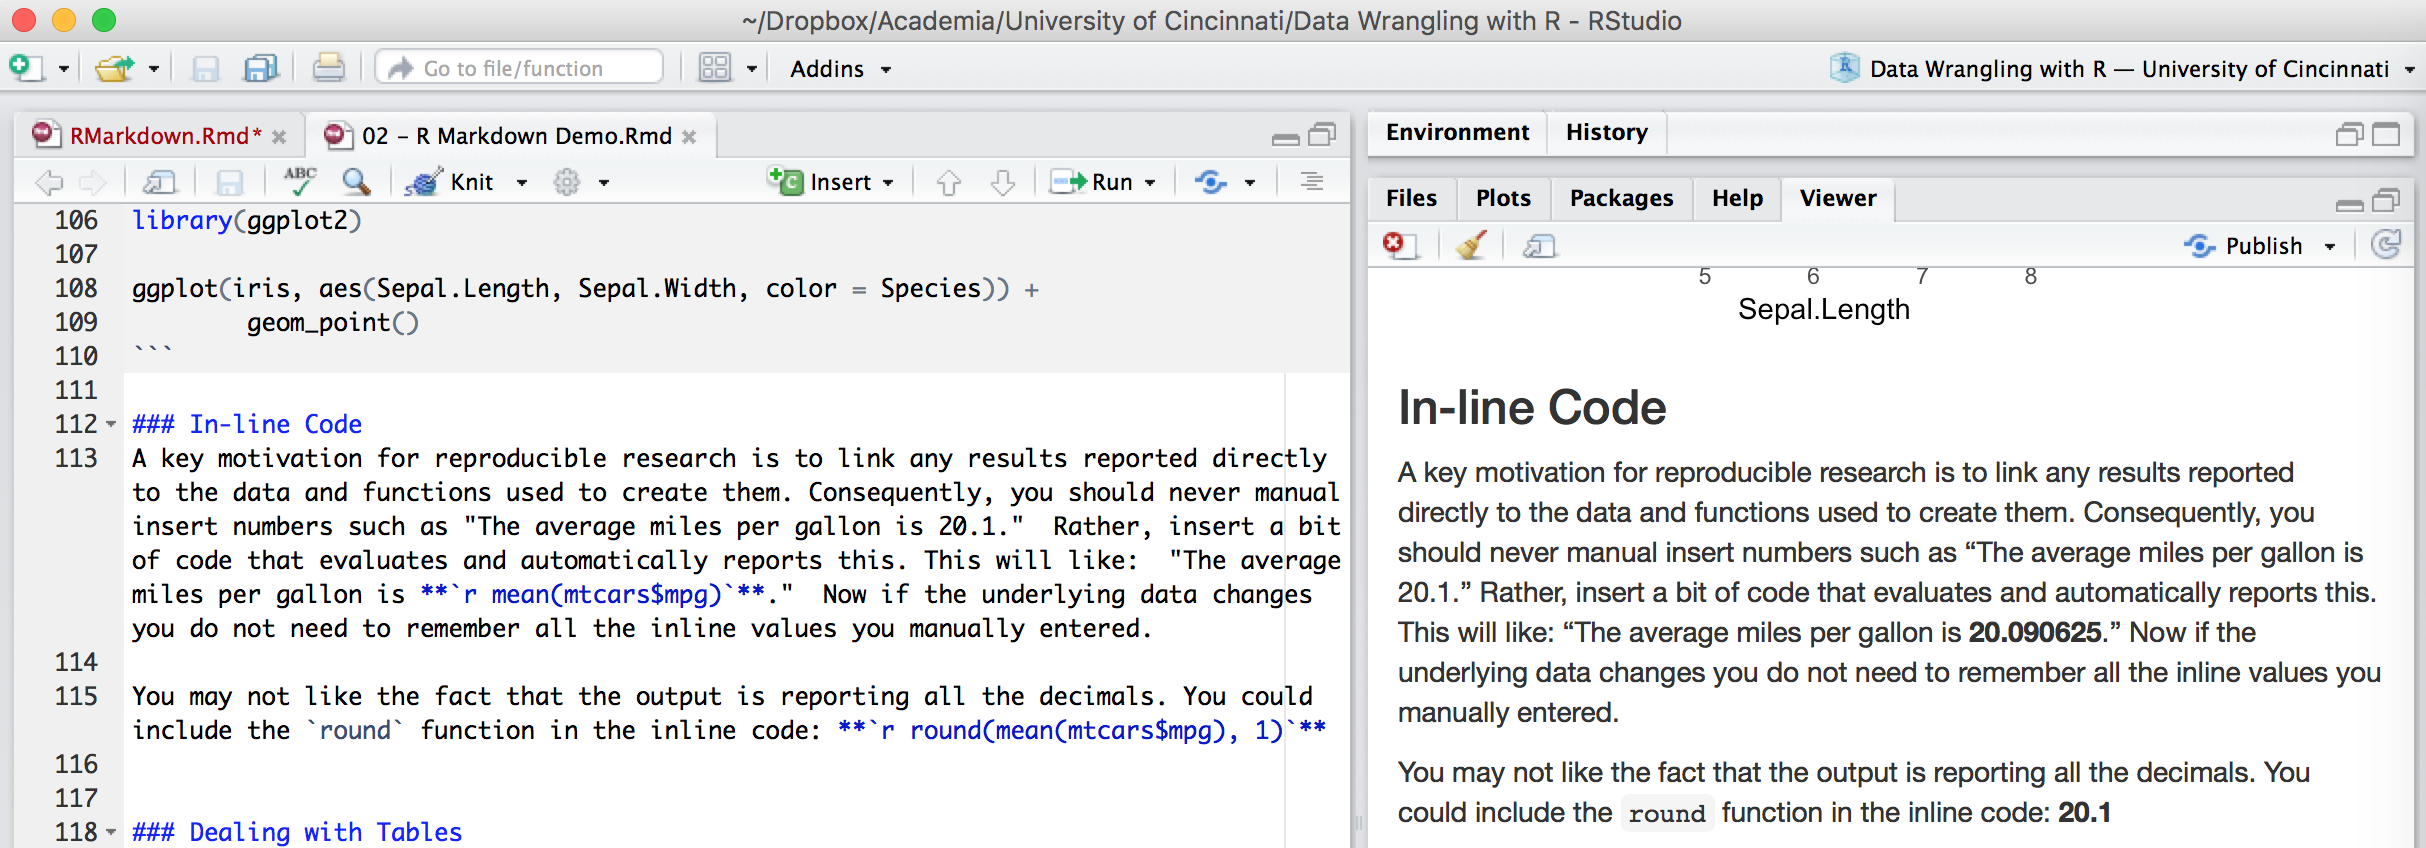 ~/Dropbox/Academia/University of Cincinnati/Data Wrangling with R - RStudio
Go to file/function
Addins
Data Wrangling with R — University of Cincinnati
RMarkdown.Rmd*
02 – R Markdown Demo.Rmd
ABC
Knit
Insert
Run
106 library(ggplot2)
107
108 ggplot(iris, aes(Sepal.Length, Sepal.Width, color = Species)) +
109         geom_point()
110 ```
111
112 ### In-line Code
113 A key motivation for reproducible research is to link any results reported directly
to the data and functions used to create them. Consequently, you should never manual
insert numbers such as "The average miles per gallon is 20.1."  Rather, insert a bit
of code that evaluates and automatically reports this. This will like:  "The average
miles per gallon is **`r mean(mtcars$mpg)`**."  Now if the underlying data changes
you do not need to remember all the inline values you manually entered.
114
115 You may not like the fact that the output is reporting all the decimals. You could
include the `round` function in the inline code: **`r round(mean(mtcars$mpg), 1)`**
116
117
118 ### Dealing with Tables
Environment
History
Files
Plots
Packages
Help
Viewer
Publish
5 6 7 8
Sepal.Length
In-line Code
A key motivation for reproducible research is to link any results reported
directly to the data and functions used to create them. Consequently, you
should never manual insert numbers such as “The average miles per gallon is
20.1.” Rather, insert a bit of code that evaluates and automatically reports this.
This will like: “The average miles per gallon is 20.090625.” Now if the
underlying data changes you do not need to remember all the inline values you
manually entered.
You may not like the fact that the output is reporting all the decimals. You
could include the round function in the inline code: 20.1